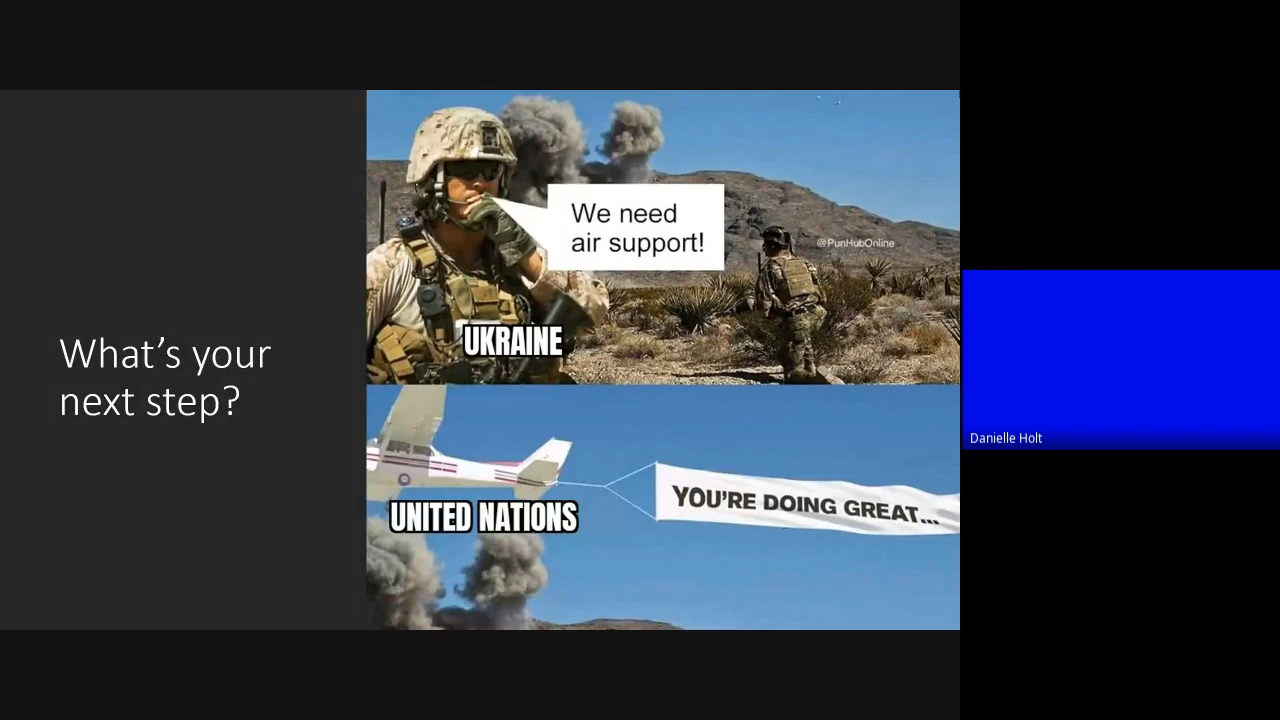 What's your
next step?
We need
air support!
@PunHubOnline
UKRAINE
UNITED NATIONS
YOU'RE DOING GREAT...
Danielle Holt